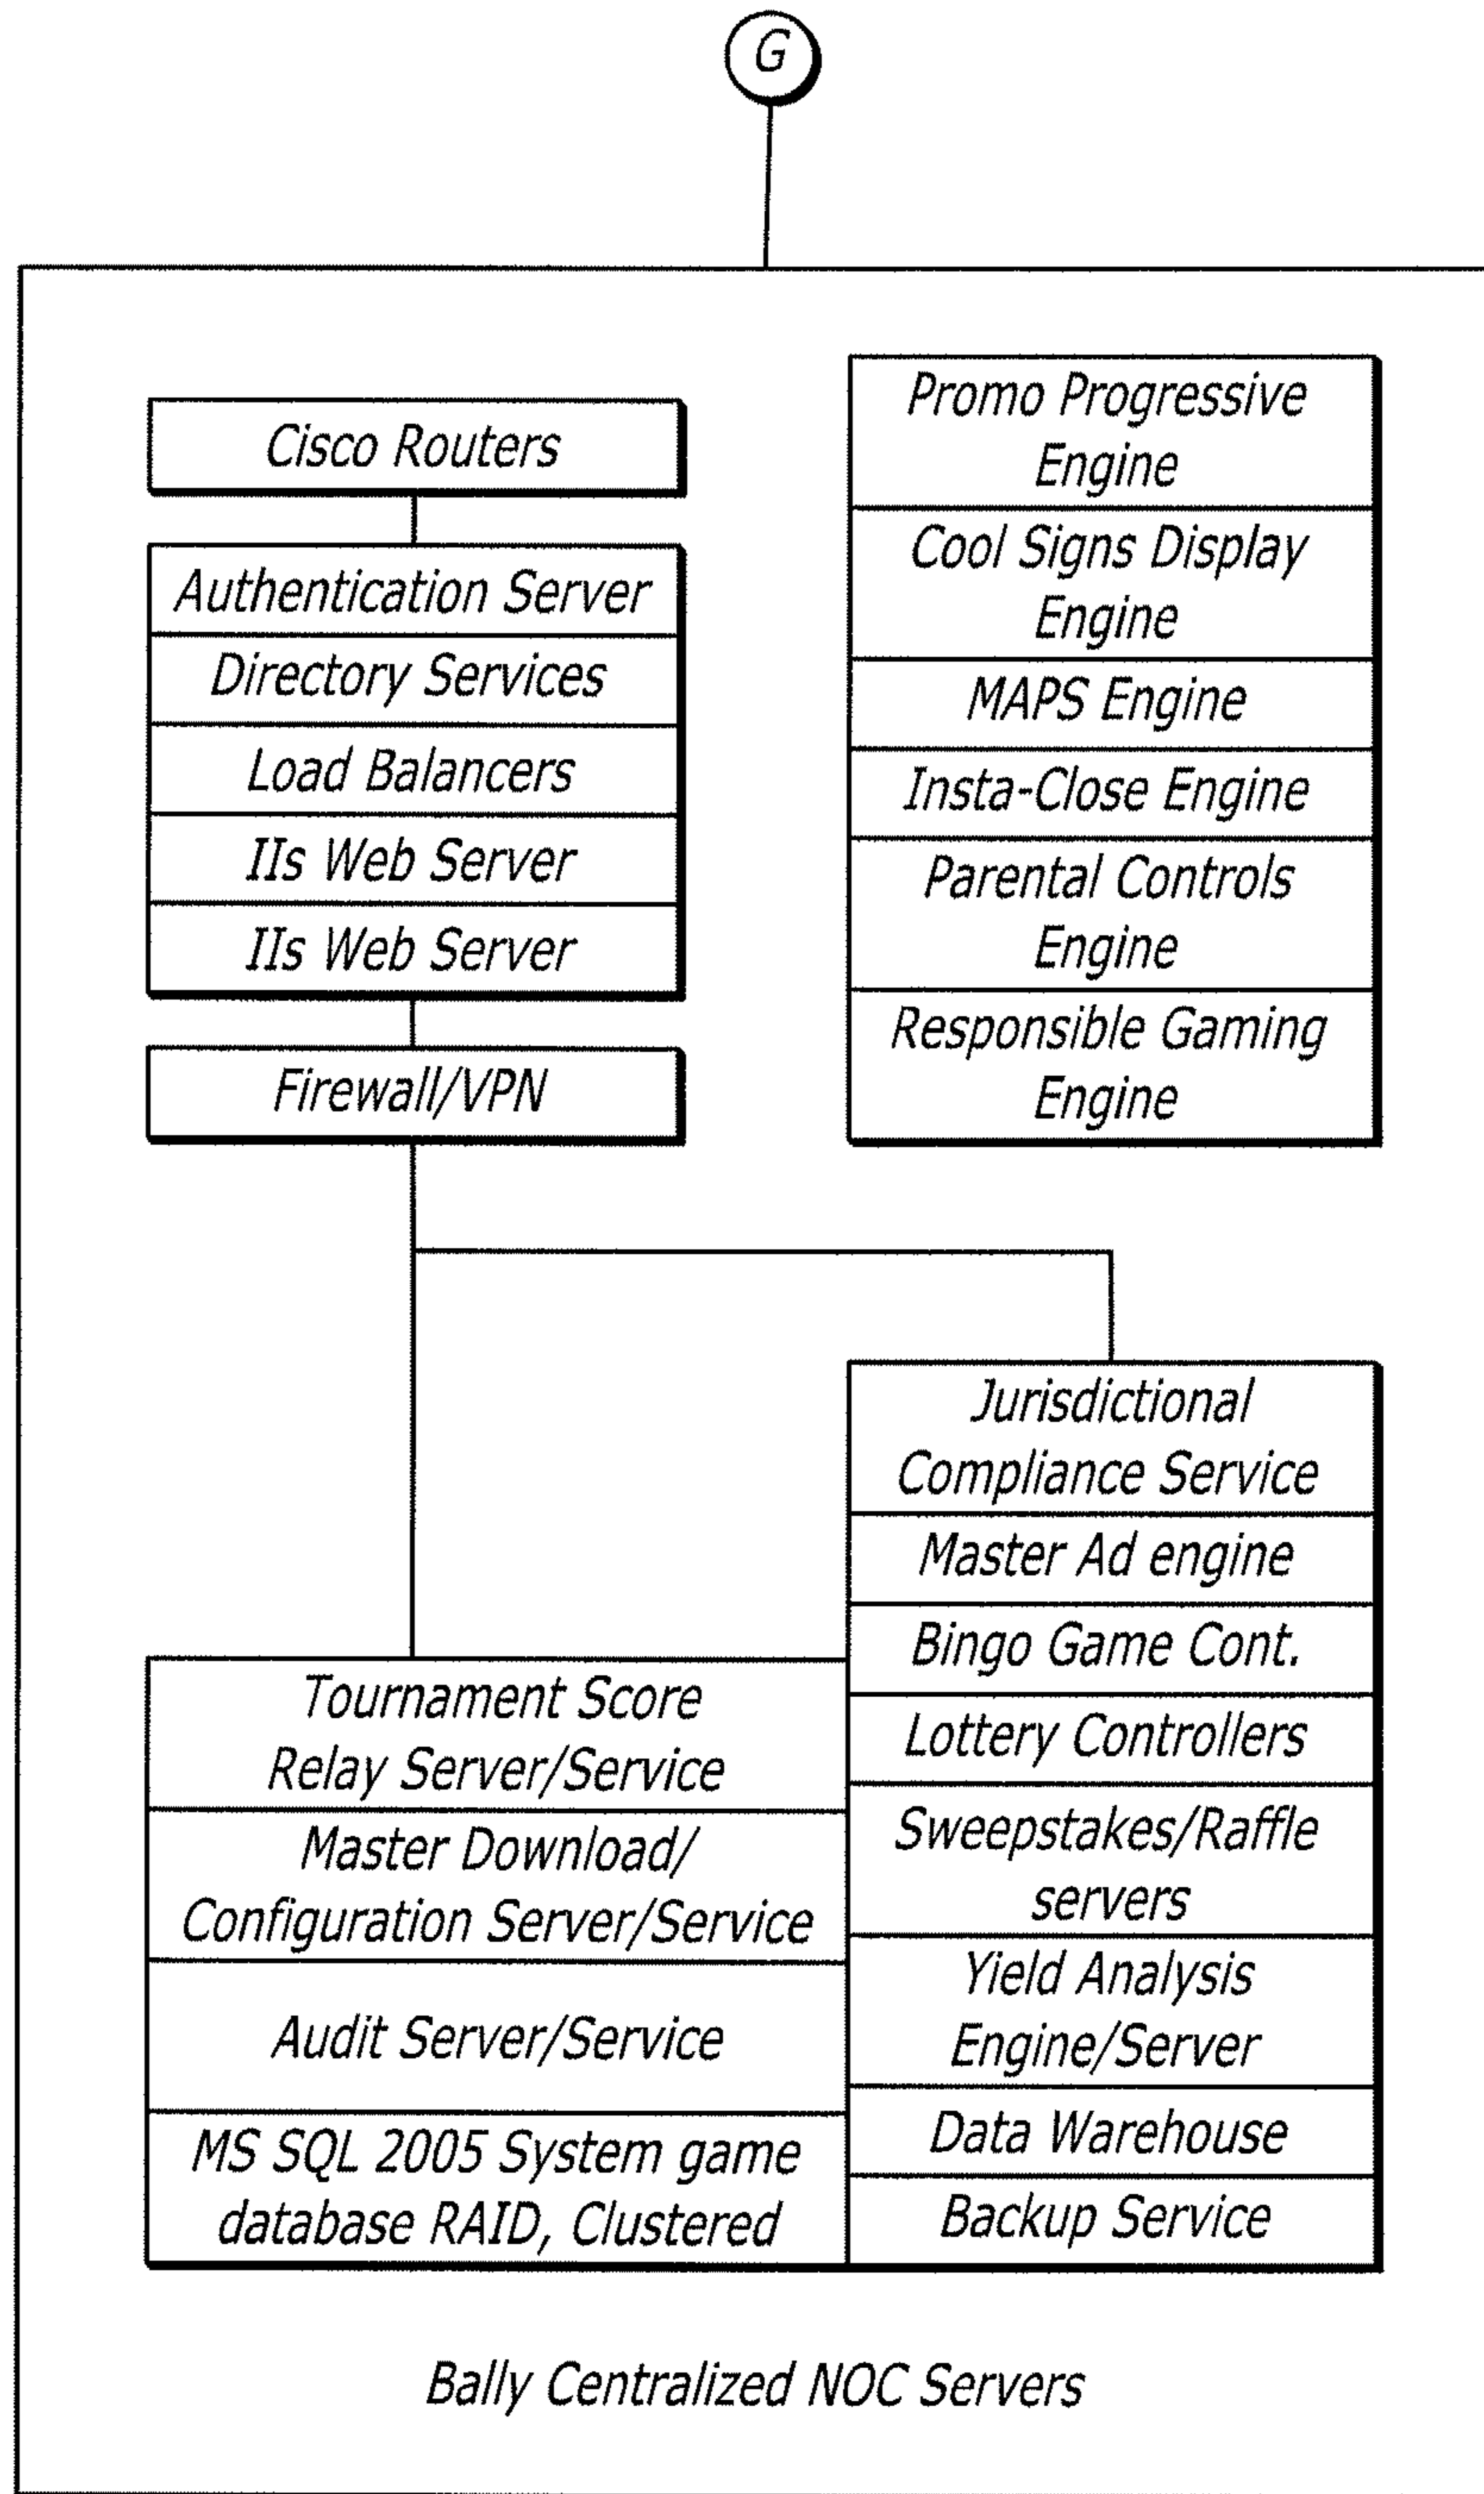 G
Cisco Routers
Authentication Server
Directory Services
Load Balancers
IIs Web Server
IIs Web Server
Firewall/VPN
Promo Progressive
Engine
Cool Signs Display
Engine
MAPS Engine
Insta-Close Engine
Parental Controls
Engine
Responsible Gaming
Engine
Tournament Score
Relay Server/Service
Master Download/
Configuration Server/Service
Audit Server/Service
MS SQL 2005 System game
database RAID, Clustered
Jurisdictional
Compliance Service
Master Ad engine
Bingo Game Cont.
Lottery Controllers
Sweepstakes/Raffle
servers
Yield Analysis
Engine/Server
Data Warehouse
Backup Service
Bally Centralized NOC Servers